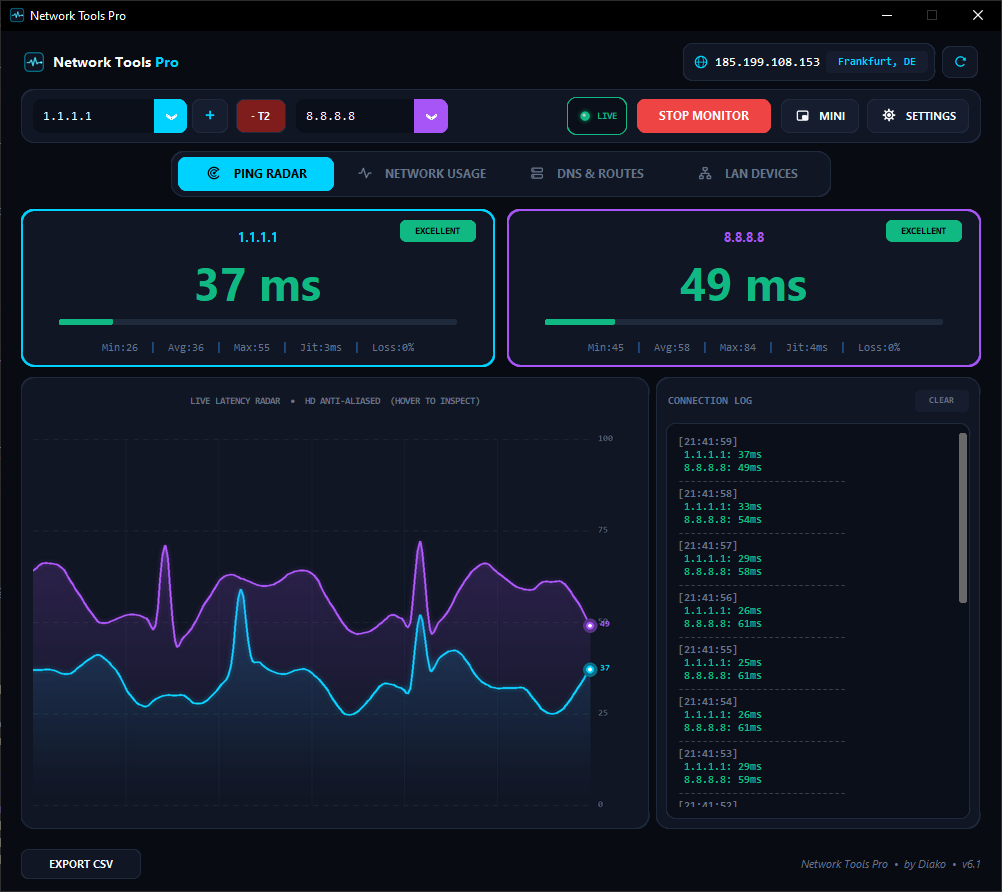 Network Tools Pro
Network Tools Pro
185.199.108.153 Frankfurt, DE
1.1.1.1 + - T2 8.8.8.8 LIVE STOP MONITOR MINI SETTINGS
PING RADAR NETWORK USAGE DNS & ROUTES LAN DEVICES
1.1.1.1 EXCELLENT
37 ms
Min:26 | Avg:36 | Max:55 | Jit:3ms | Loss:0%
8.8.8.8 EXCELLENT
49 ms
Min:45 | Avg:58 | Max:84 | Jit:4ms | Loss:0%
LIVE LATENCY RADAR • HD ANTI-ALIASED (HOVER TO INSPECT)
100
75
49
37
25
0
CONNECTION LOG CLEAR
[21:41:59]
1.1.1.1: 37ms
8.8.8.8: 49ms
--------------------------
[21:41:58]
1.1.1.1: 33ms
8.8.8.8: 54ms
--------------------------
[21:41:57]
1.1.1.1: 29ms
8.8.8.8: 58ms
--------------------------
[21:41:56]
1.1.1.1: 26ms
8.8.8.8: 61ms
--------------------------
[21:41:55]
1.1.1.1: 25ms
8.8.8.8: 61ms
--------------------------
[21:41:54]
1.1.1.1: 26ms
8.8.8.8: 61ms
--------------------------
[21:41:53]
1.1.1.1: 29ms
8.8.8.8: 59ms
--------------------------
[21:41:52]
EXPORT CSV
Network Tools Pro • by Diako • v6.1